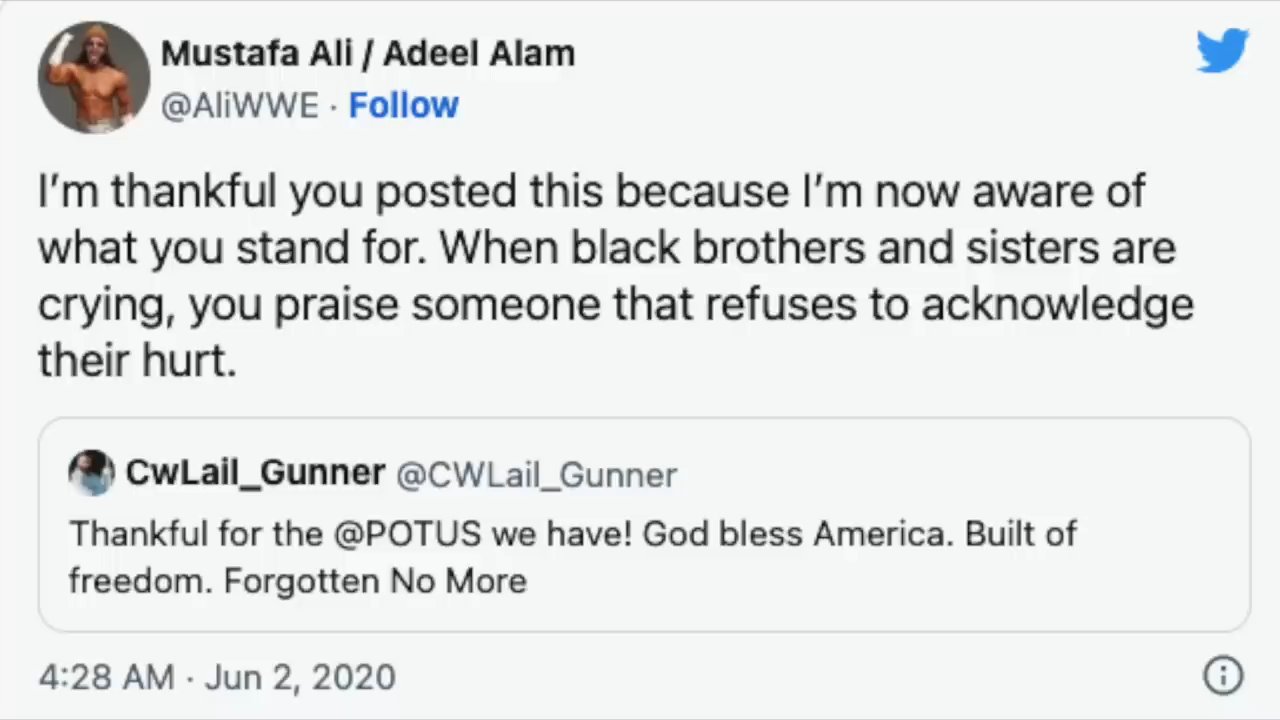 Mustafa Ali / Adeel Alam
@AliWWE · Follow
I’m thankful you posted this because I’m now aware of
what you stand for. When black brothers and sisters are
crying, you praise someone that refuses to acknowledge
their hurt.
CwLail_Gunner @CWLail_Gunner
Thankful for the @POTUS we have! God bless America. Built of
freedom. Forgotten No More
4:28 AM · Jun 2, 2020